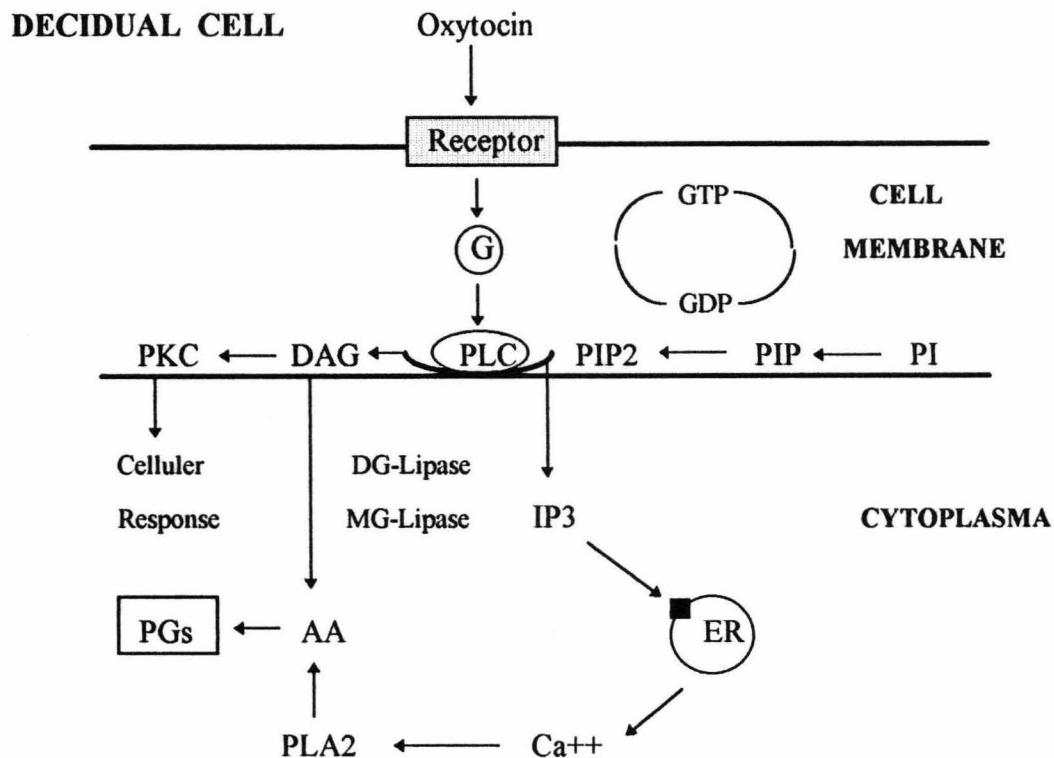 DECIDUAL CELL
Oxytocin
Receptor
GTP
CELL
G
MEMBRANE
GDP
PKC
DAG
PLC
PIP2
PIP
PI
Celluler
DG-Lipase
Response
MG-Lipase
IP3
CYTOPLASMA
PGs
AA
ER
PLA2
Ca++